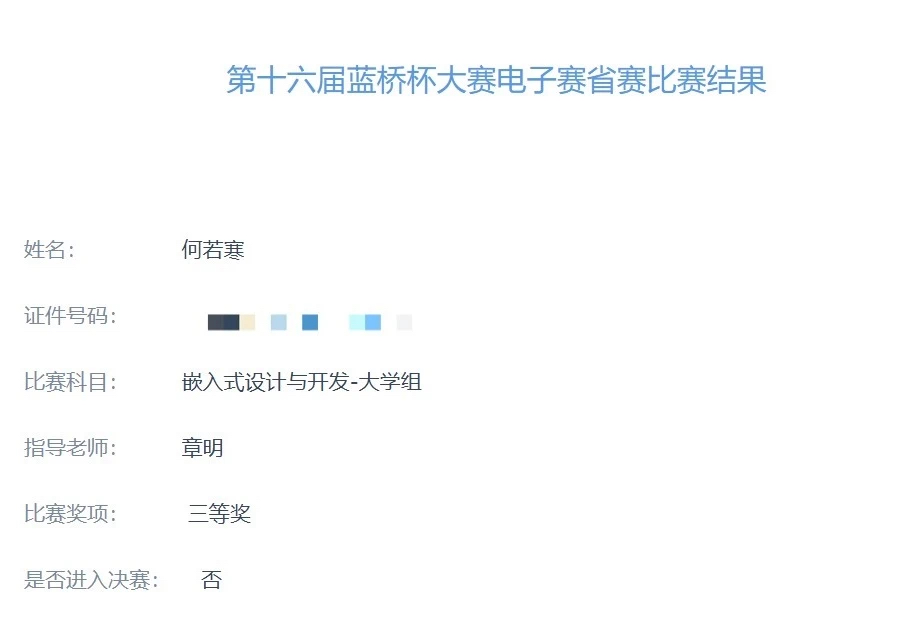 第十六届蓝桥杯大赛电子赛省赛比赛结果
姓名: 何若寒
证件号码:
比赛科目: 嵌入式设计与开发-大学组
指导老师: 章明
比赛奖项: 三等奖
是否进入决赛: 否